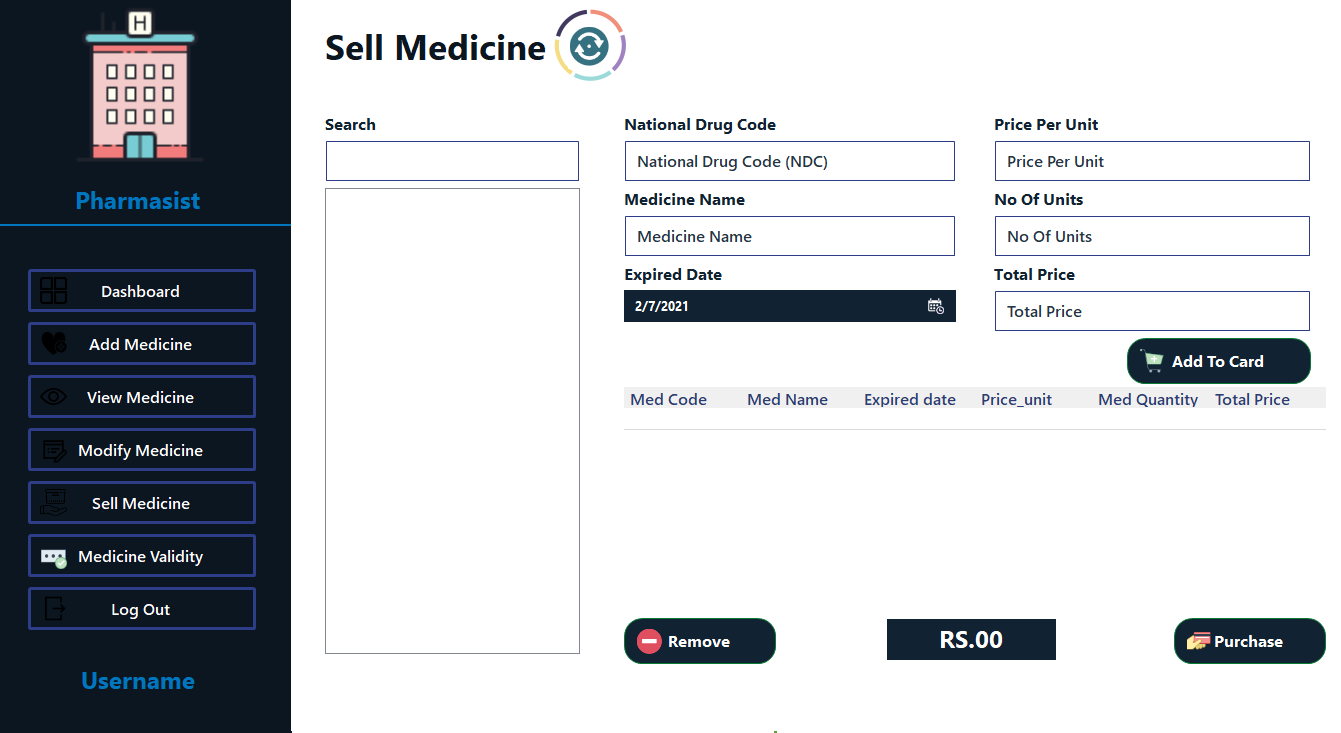 H
Pharmasist
Dashboard
Add Medicine
View Medicine
Modify Medicine
Sell Medicine
Medicine Validity
Log Out
Username
Sell Medicine
Search
National Drug Code
National Drug Code (NDC)
Medicine Name
Medicine Name
Expired Date
2/7/2021
Price Per Unit
Price Per Unit
No Of Units
No Of Units
Total Price
Total Price
Add To Card
Med Code Med Name Expired date Price_unit Med Quantity Total Price
Remove
RS.00
Purchase